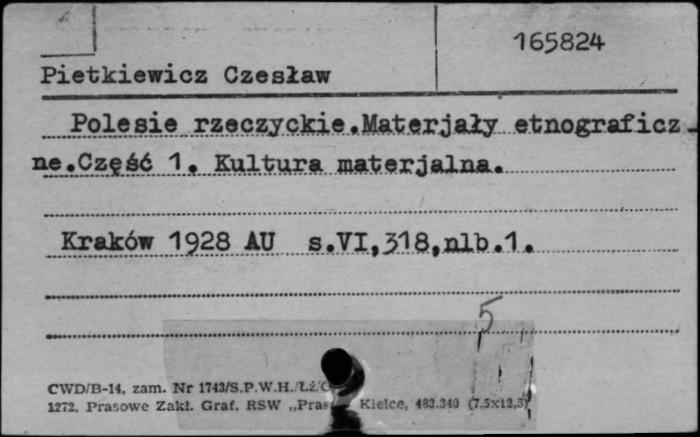 165824
Pietkiewicz Czesław
Polesie rzeczyckie.Materjały etnograficz-
ne.Część 1. Kultura materjalna.
Kraków 1928 AU s.VI,318,nlb.1.
5
CWD/B-14, zam. Nr 1743/S.P.W.H./Łź/
1272. Prasowe Zakł. Graf. RSW „Pras Kielce, 483.340 (7,5x12,5)